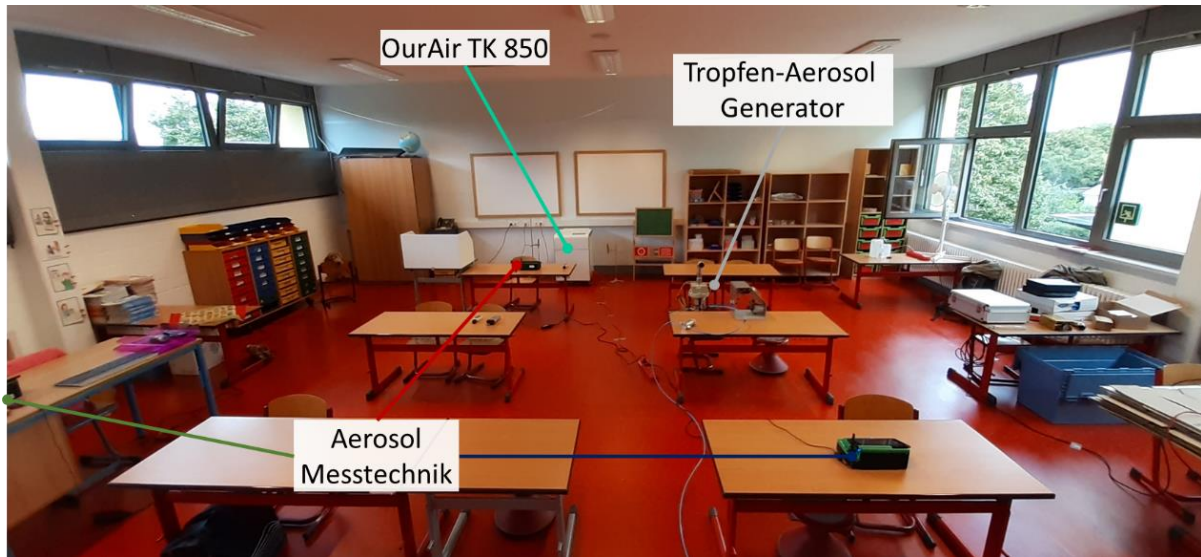 OurAir TK 850
Tropfen-Aerosol
Generator
Aerosol
Messtechnik